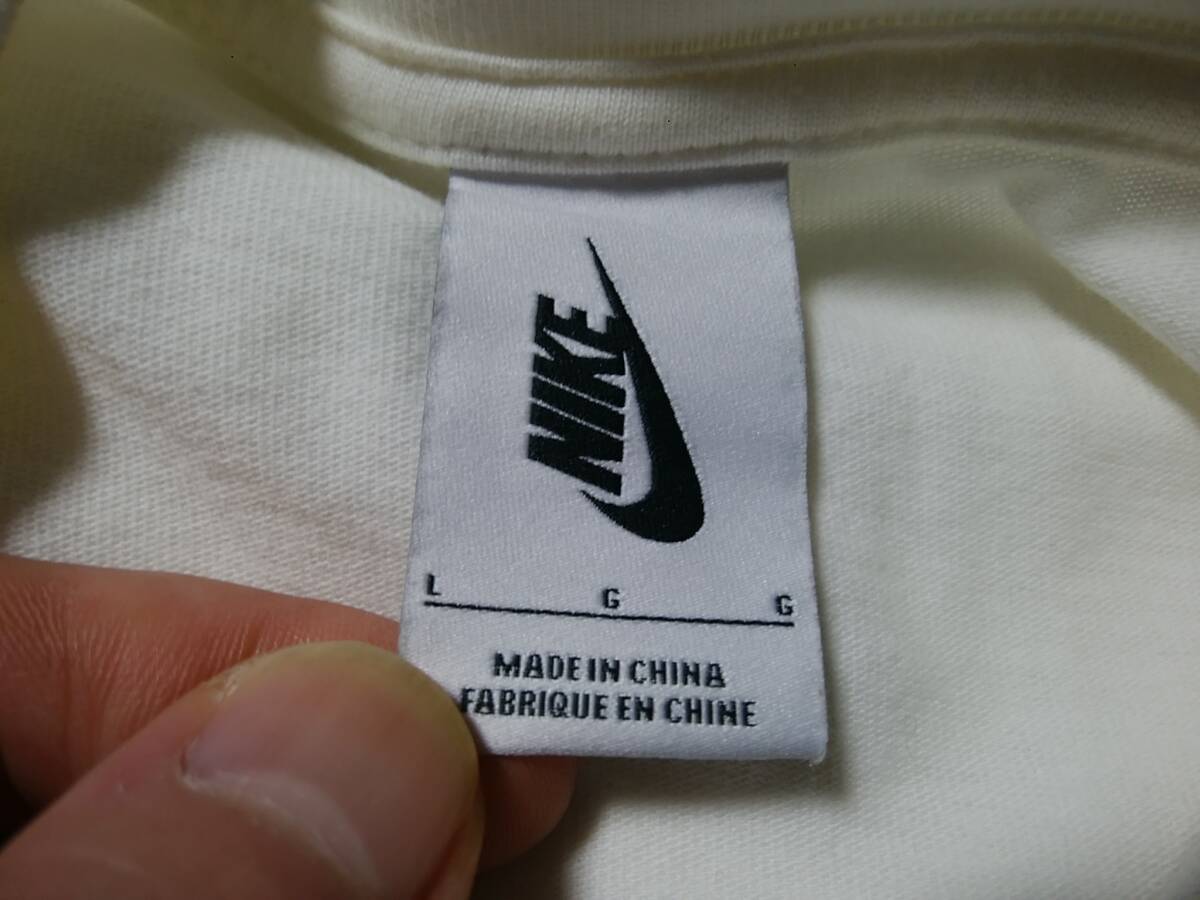 NIKE
L G G
MADE IN CHINA
FABRIQUE EN CHINE